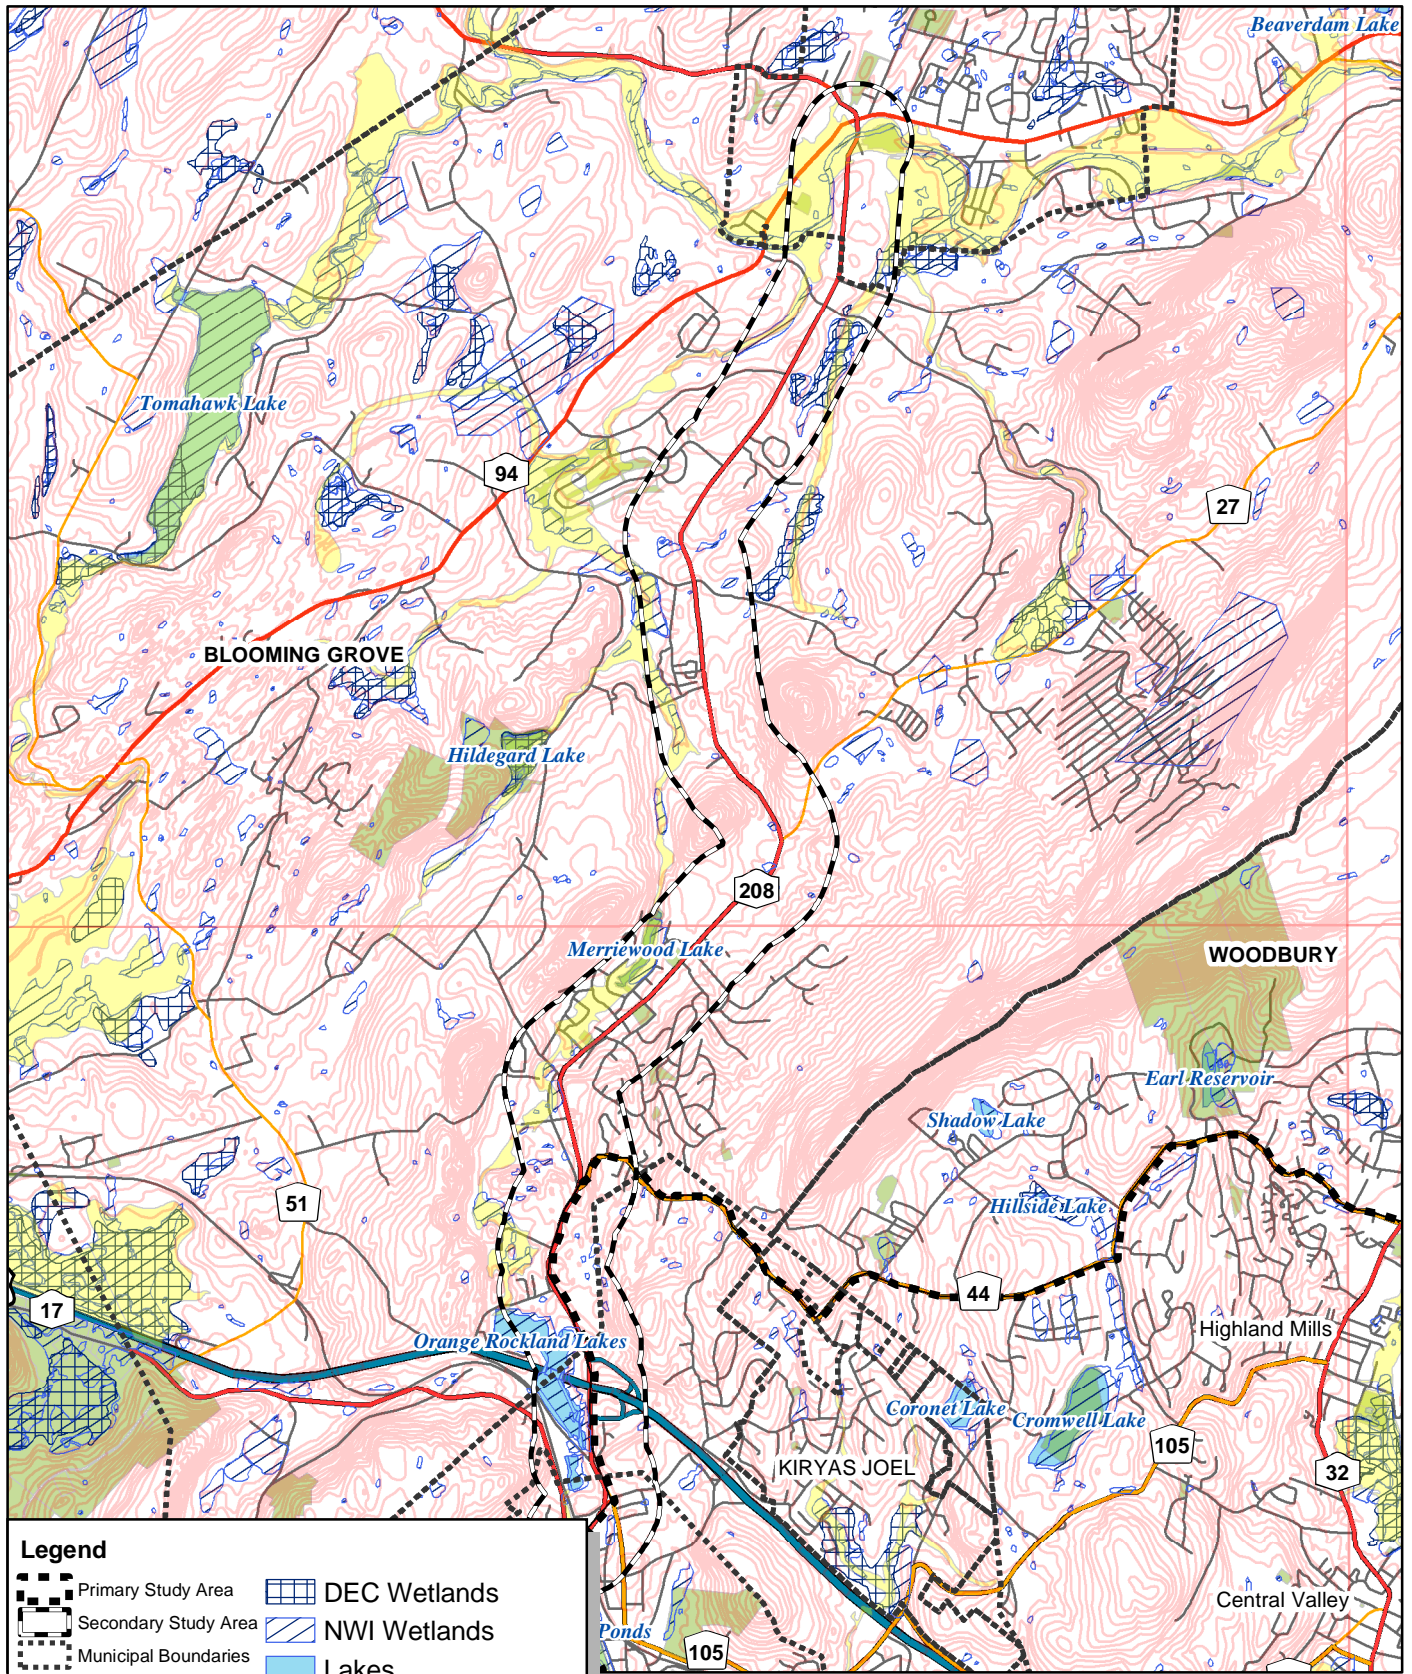 Beaverdam Lake
Tomahawk Lake
94
27
BLOOMING GROVE
Hildegard Lake
208
Merriewood Lake
WOODBURY
Earl Reservoir
Shadow Lake
51
Hillside Lake
17
44
Highland Mills
Orange Rockland Lakes
Coronet Lake
Cromwell Lake
105
KIRYAS JOEL
32
Legend
Primary Study Area
Secondary Study Area
Municipal Boundaries
DEC Wetlands
NWI Wetlands
Lakes
Central Valley
Ponds
105